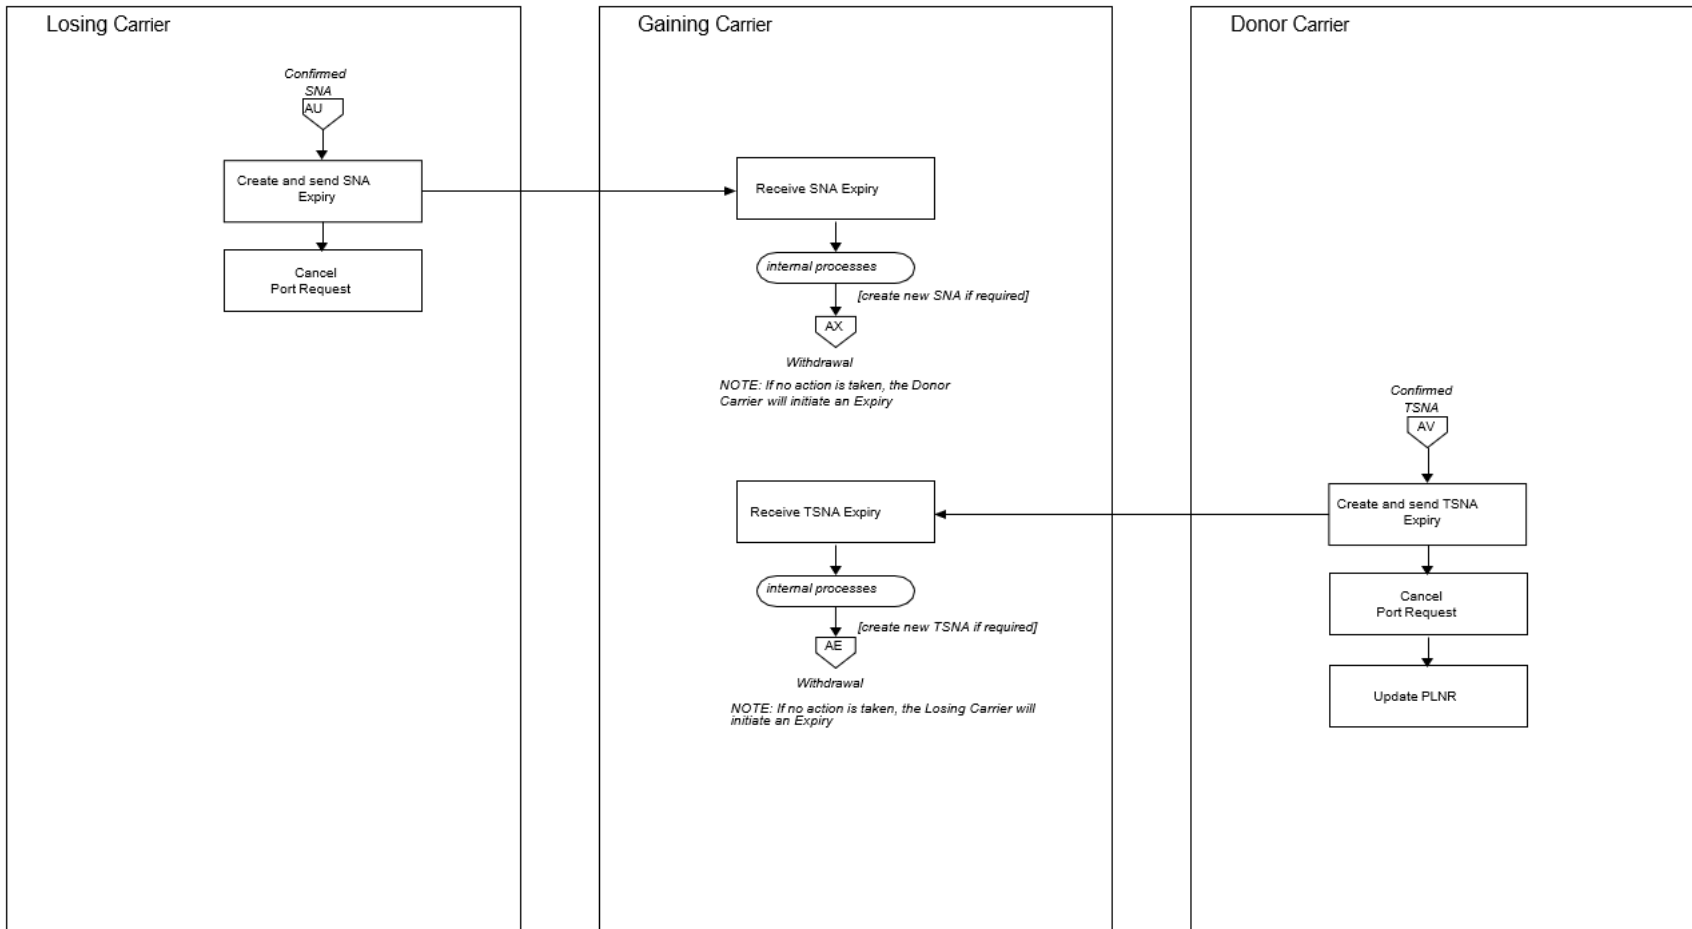 Losing Carrier
Confirmed
SNA
AU
Create and send SNA
Expiry
Cancel
Port Request
Gaining Carrier
Receive SNA Expiry
internal processes
[create new SNA if required]
AX
Withdrawal
NOTE: If no action is taken, the Donor
Carrier will initiate an Expiry
Receive TSNA Expiry
internal processes
[create new TSNA if required]
AE
Withdrawal
NOTE: If no action is taken, the Losing Carrier will
initiate an Expiry
Donor Carrier
Confirmed
TSNA
AV
Create and send TSNA
Expiry
Cancel
Port Request
Update PLNR